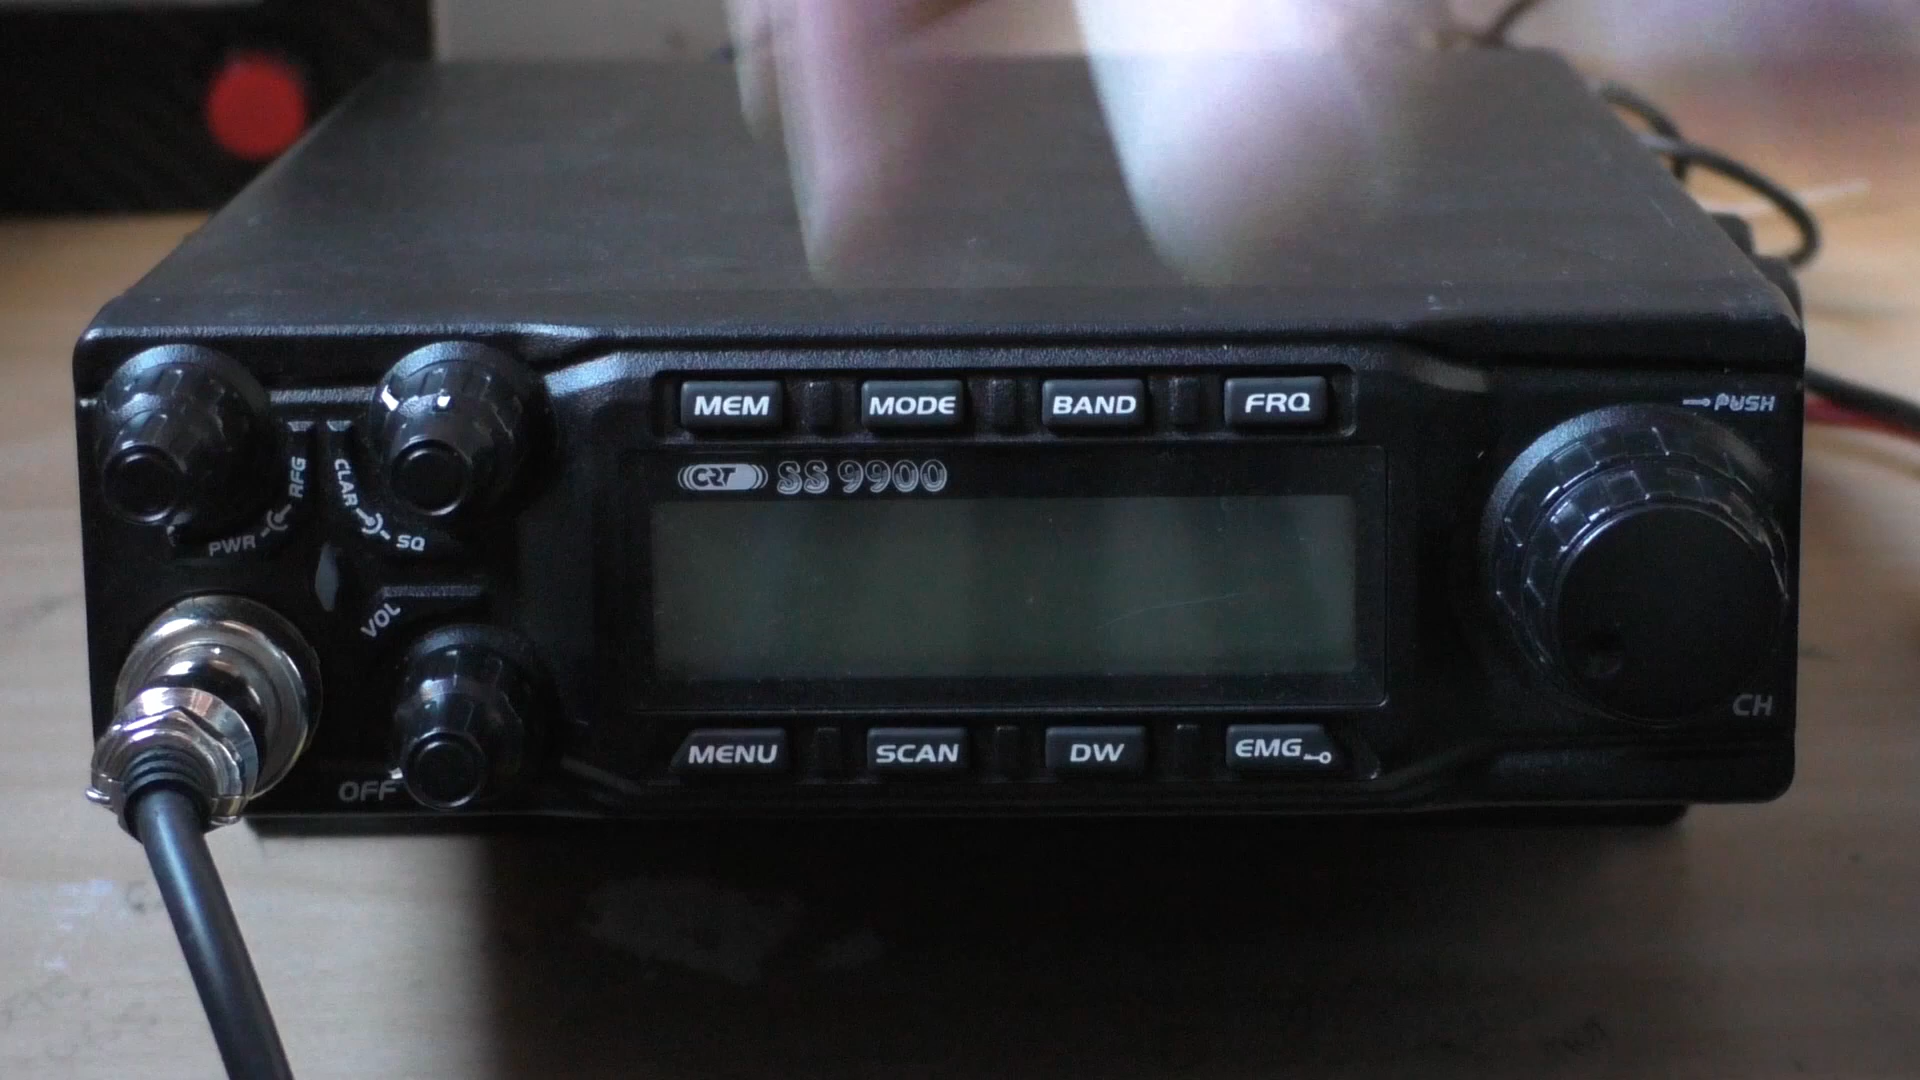 MEM MODE BAND FRQ
PUSH
CRT SS 9900
RFG CLAR
PWR SQ
VOL
CH
MENU SCAN DW EMG
OFF